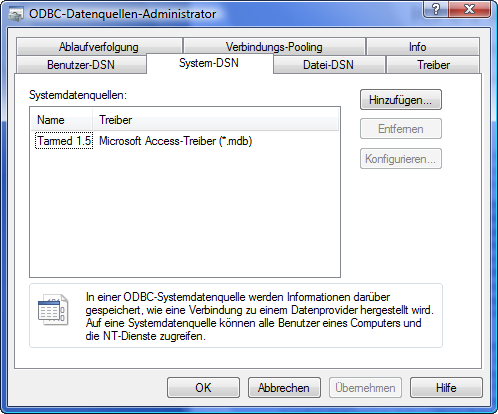 ODBC-Datenquellen-Administrator
Ablaufverfolgung Verbindungs-Pooling Info
Benutzer-DSN System-DSN Datei-DSN Treiber
Systemdatenquellen:
Name Treiber
Tarmed 1.5 Microsoft Access-Treiber (*.mdb)
Hinzufügen...
Entfernen
Konfigurieren...
In einer ODBC-Systemdatenquelle werden Informationen darüber
gespeichert, wie eine Verbindung zu einem Datenprovider hergestellt wird.
Auf eine Systemdatenquelle können alle Benutzer eines Computers und
die NT-Dienste zugreifen.
OK Abbrechen Übernehmen Hilfe